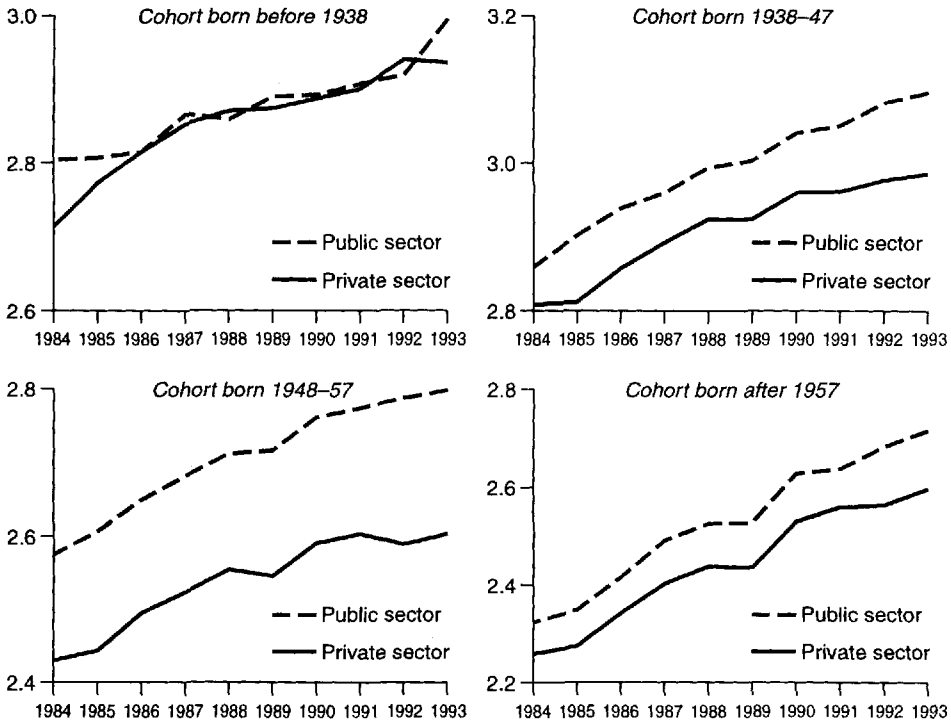 Cohort born before 1938
3.0
2.8
2.6
Public sector
Private sector
1984 1985 1986 1987 1988 1989 1990 1991 1992 1993
Cohort born 1938–47
3.2
3.0
2.8
Public sector
Private sector
1984 1985 1986 1987 1988 1989 1990 1991 1992 1993
Cohort born 1948–57
2.8
2.6
2.4
Public sector
Private sector
1984 1985 1986 1987 1988 1989 1990 1991 1992 1993
Cohort born after 1957
2.8
2.6
2.4
2.2
Public sector
Private sector
1984 1985 1986 1987 1988 1989 1990 1991 1992 1993